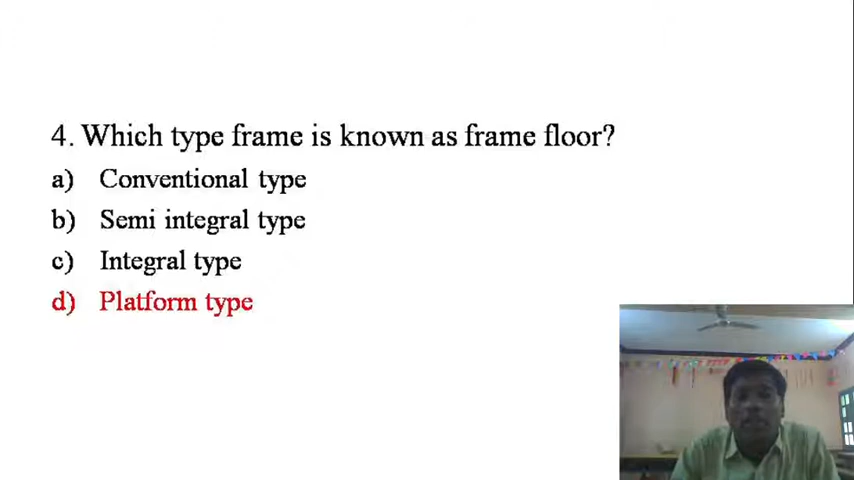 4. Which type frame is known as frame floor?
a) Conventional type
b) Semi integral type
c) Integral type
d) Platform type